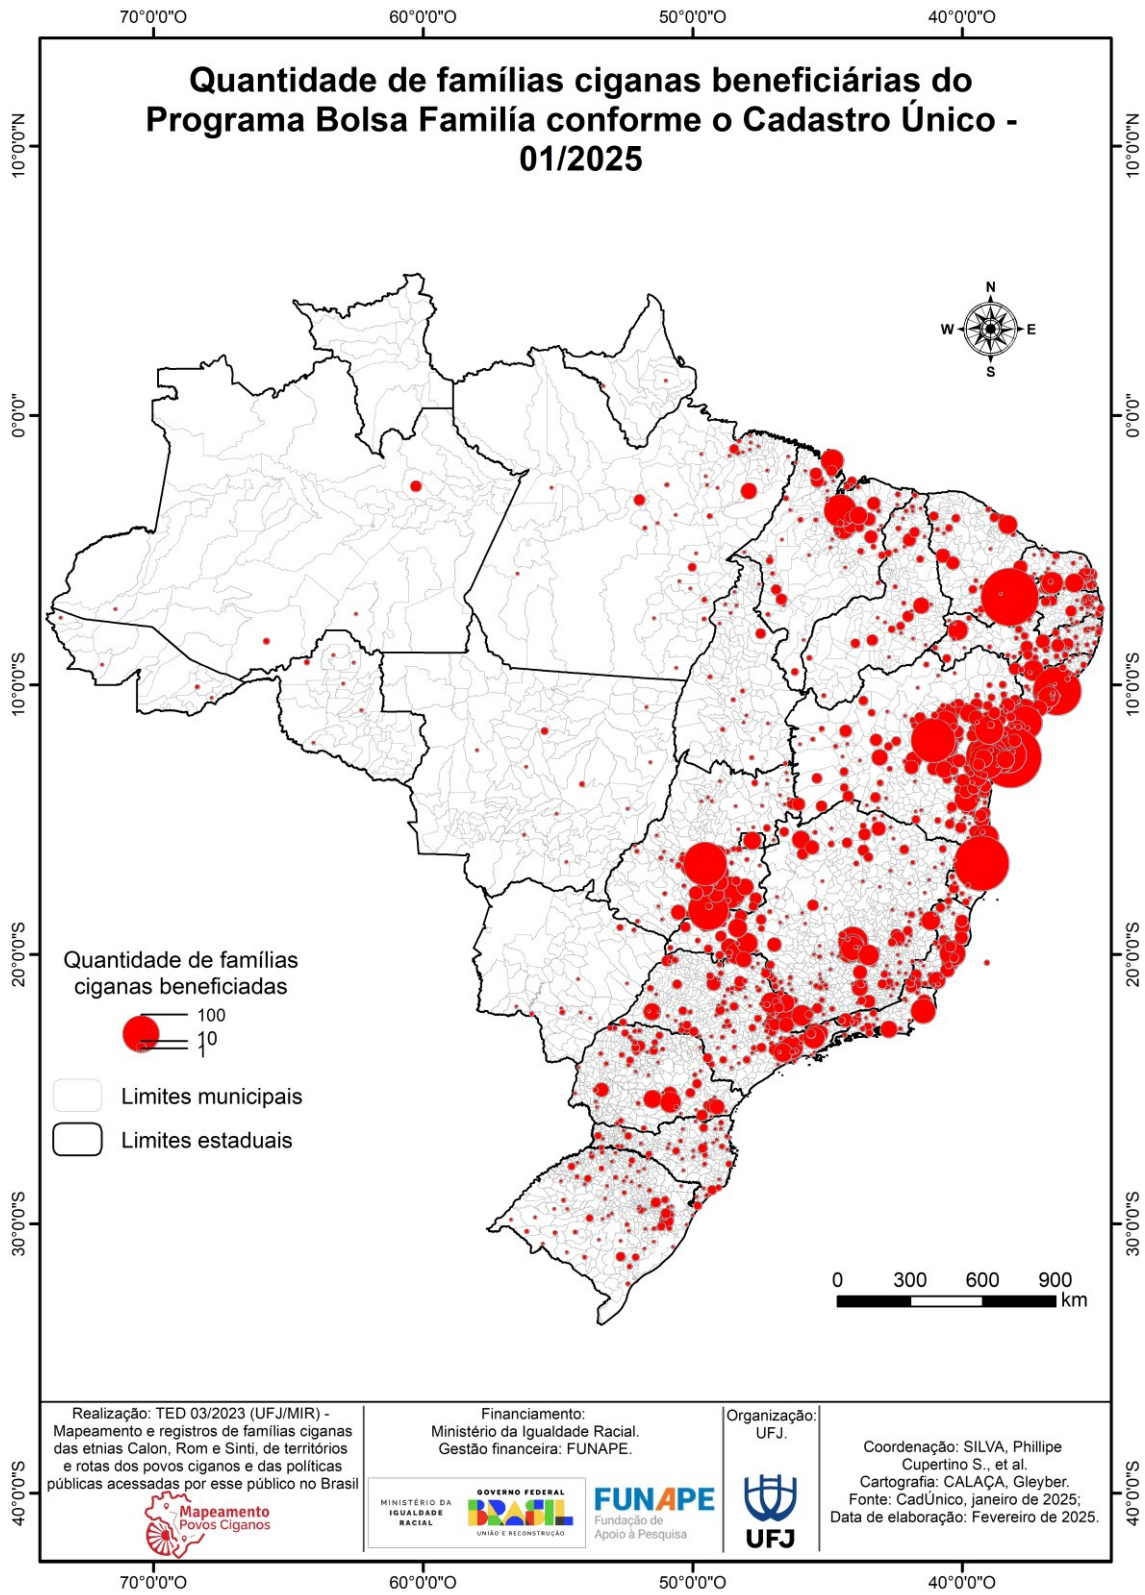 70°0'0"O 60°0'0"O 50°0'0"O 40°0'0"O
Quantidade de famílias ciganas beneficiárias do
Programa Bolsa Familía conforme o Cadastro Único -
01/2025
10°0'0"N 10°0'0"N
N
W E
S
0°0'0" 0°0'0"
10°0'0"S 10°0'0"S
20°0'0"S 20°0'0"S
Quantidade de famílias
ciganas beneficiadas
100
10
1
Limites municipais
Limites estaduais
30°0'0"S 30°0'0"S
0 300 600 900
km
Realização: TED 03/2023 (UFJ/MIR) -
Mapeamento e registros de famílias ciganas
das etnias Calon, Rom e Sinti, de territórios
e rotas dos povos ciganos e das políticas
públicas acessadas por esse público no Brasil
Mapeamento
Povos Ciganos
Financiamento:
Ministério da Igualdade Racial.
Gestão financeira: FUNAPE.
MINISTÉRIO DA
IGUALDADE
RACIAL
GOVERNO FEDERAL
BRASIL
UNIÃO E RECONSTRUÇÃO
FUNAPE
Fundação de
Apoio à Pesquisa
Organização:
UFJ.
UFJ
Coordenação: SILVA, Phillipe
Cupertino S., et al.
Cartografia: CALAÇA, Gleyber.
Fonte: CadÚnico, janeiro de 2025;
Data de elaboração: Fevereiro de 2025.
40°0'0"S 40°0'0"S
70°0'0"O 60°0'0"O 50°0'0"O 40°0'0"O